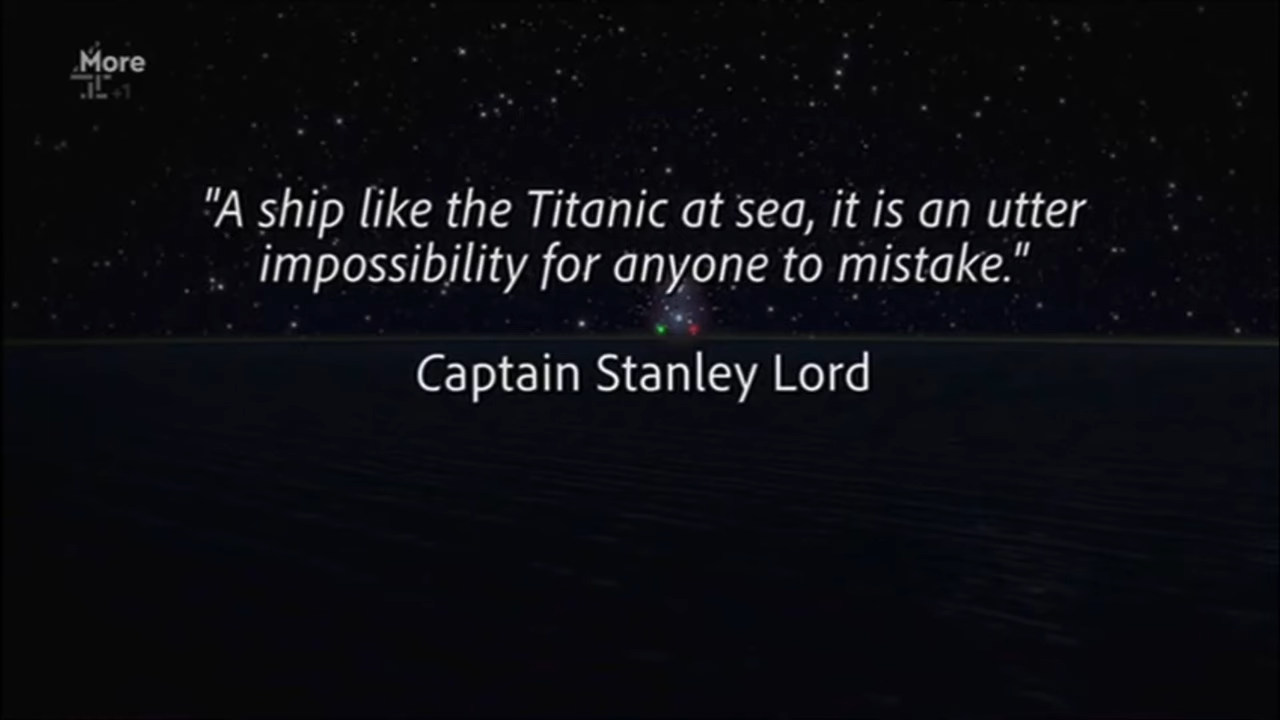 More
+1
"A ship like the Titanic at sea, it is an utter
impossibility for anyone to mistake."
Captain Stanley Lord